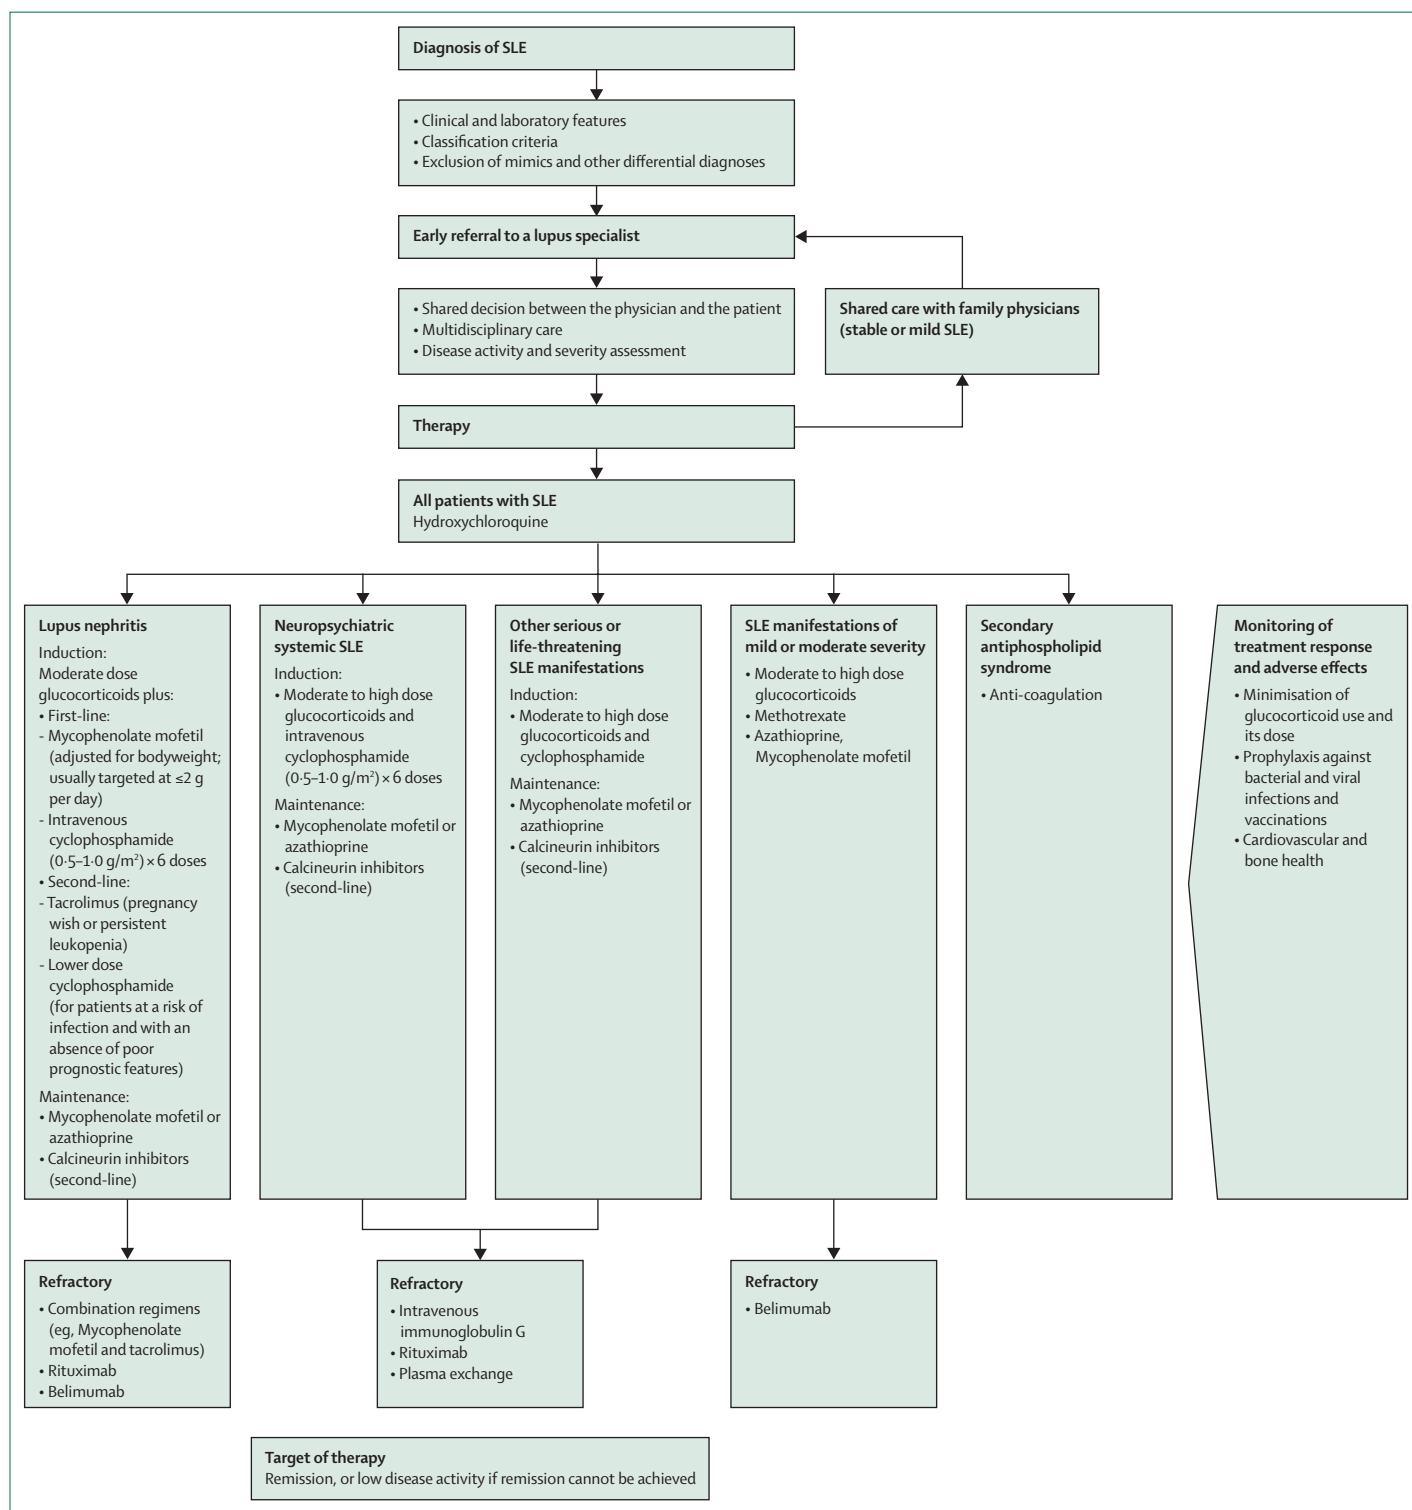 Diagnosis of SLE
• Clinical and laboratory features
• Classification criteria
• Exclusion of mimics and other differential diagnoses
Early referral to a lupus specialist
• Shared decision between the physician and the patient
• Multidisciplinary care
• Disease activity and severity assessment
Shared care with family physicians
(stable or mild SLE)
Therapy
All patients with SLE
Hydroxychloroquine
Lupus nephritis
Induction:
Moderate dose
glucocorticoids plus:
• First-line:
- Mycophenolate mofetil
(adjusted for bodyweight;
usually targeted at ≤2 g
per day)
- Intravenous
cyclophosphamide
(0·5–1·0 g/m²) × 6 doses
• Second-line:
- Tacrolimus (pregnancy
wish or persistent
leukopenia)
- Lower dose
cyclophosphamide
(for patients at a risk of
infection and with an
absence of poor
prognostic features)
Maintenance:
• Mycophenolate mofetil or
azathioprine
• Calcineurin inhibitors
(second-line)
Neuropsychiatric
systemic SLE
Induction:
• Moderate to high dose
glucocorticoids and
intravenous
cyclophosphamide
(0·5–1·0 g/m²) × 6 doses
Maintenance:
• Mycophenolate mofetil or
azathioprine
• Calcineurin inhibitors
(second-line)
Other serious or
life-threatening
SLE manifestations
Induction:
• Moderate to high dose
glucocorticoids and
cyclophosphamide
Maintenance:
• Mycophenolate mofetil or
azathioprine
• Calcineurin inhibitors
(second-line)
SLE manifestations of
mild or moderate severity
• Moderate to high dose
glucocorticoids
• Methotrexate
• Azathioprine,
Mycophenolate mofetil
Secondary
antiphospholipid
syndrome
• Anti-coagulation
Monitoring of
treatment response
and adverse effects
• Minimisation of
glucocorticoid use and
its dose
• Prophylaxis against
bacterial and viral
infections and
vaccinations
• Cardiovascular and
bone health
Refractory
• Combination regimens
(eg, Mycophenolate
mofetil and tacrolimus)
• Rituximab
• Belimumab
Refractory
• Intravenous
immunoglobulin G
• Rituximab
• Plasma exchange
Refractory
• Belimumab
Target of therapy
Remission, or low disease activity if remission cannot be achieved